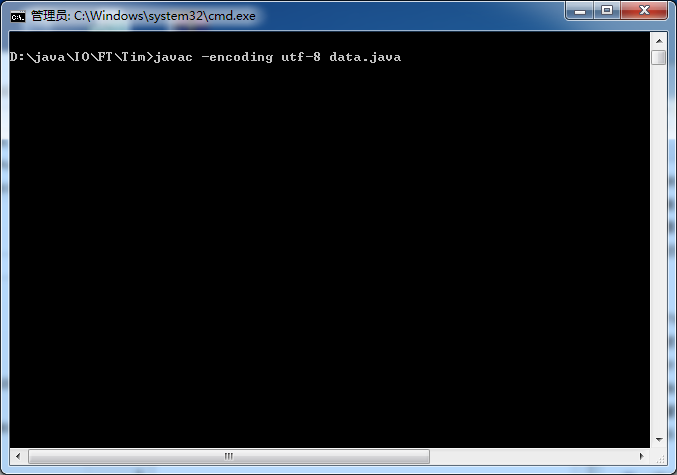 管理员: C:\Windows\system32\cmd.exe
D:\java\IO\FT\Tim>javac -encoding utf-8 data.java